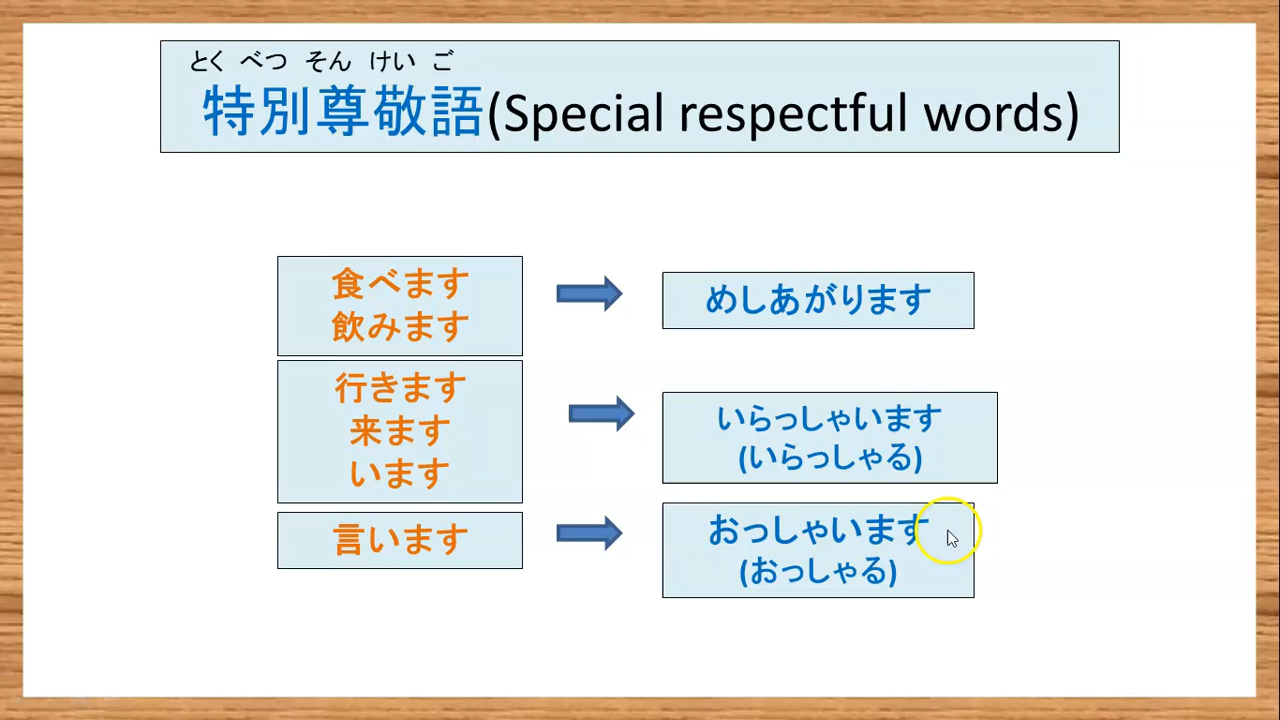 とく べつ そん けい ご
特別尊敬語(Special respectful words)
食べます
飲みます
めしあがります
行きます
来ます
います
いらっしゃいます
(いらっしゃる)
言います
おっしゃいます
(おっしゃる)